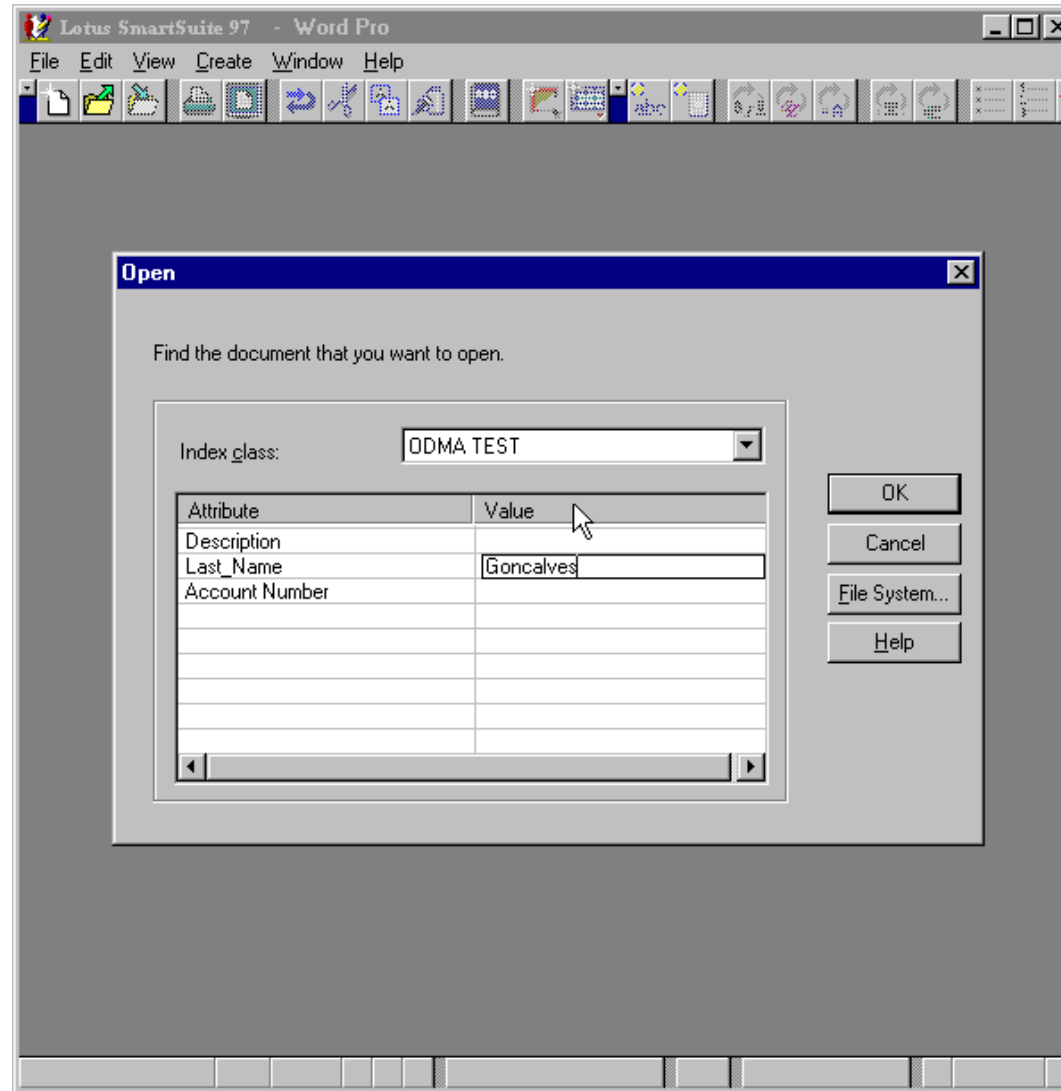 Lotus SmartSuite 97 - Word Pro
File Edit View Create Window Help
abc
Open
Find the document that you want to open.
Index class: ODMA TEST
Attribute Value
Description
Last_Name Goncalves
Account Number
OK
Cancel
File System...
Help